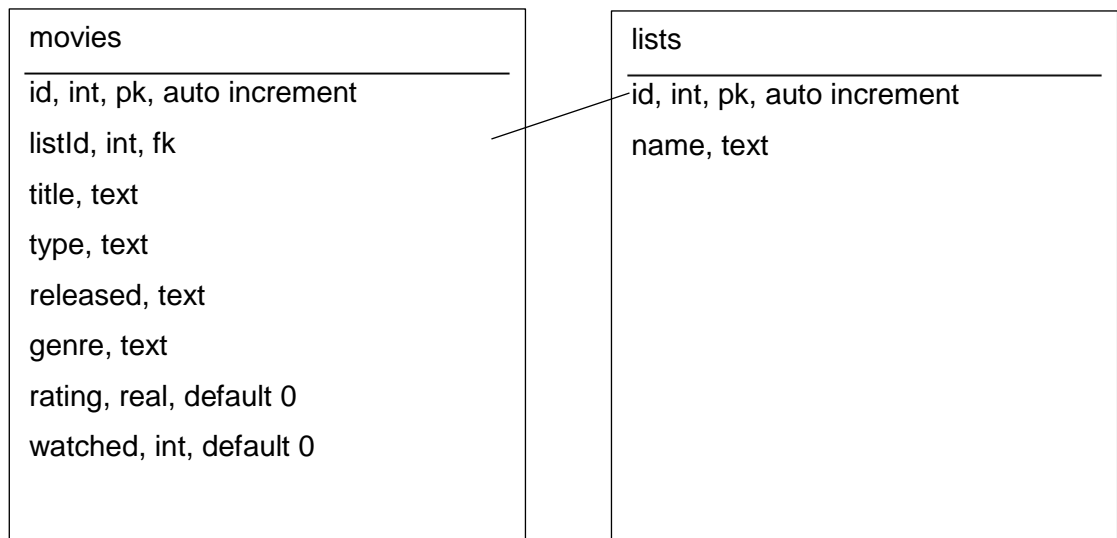 movies
id, int, pk, auto increment
listId, int, fk
title, text
type, text
released, text
genre, text
rating, real, default 0
watched, int, default 0
lists
id, int, pk, auto increment
name, text